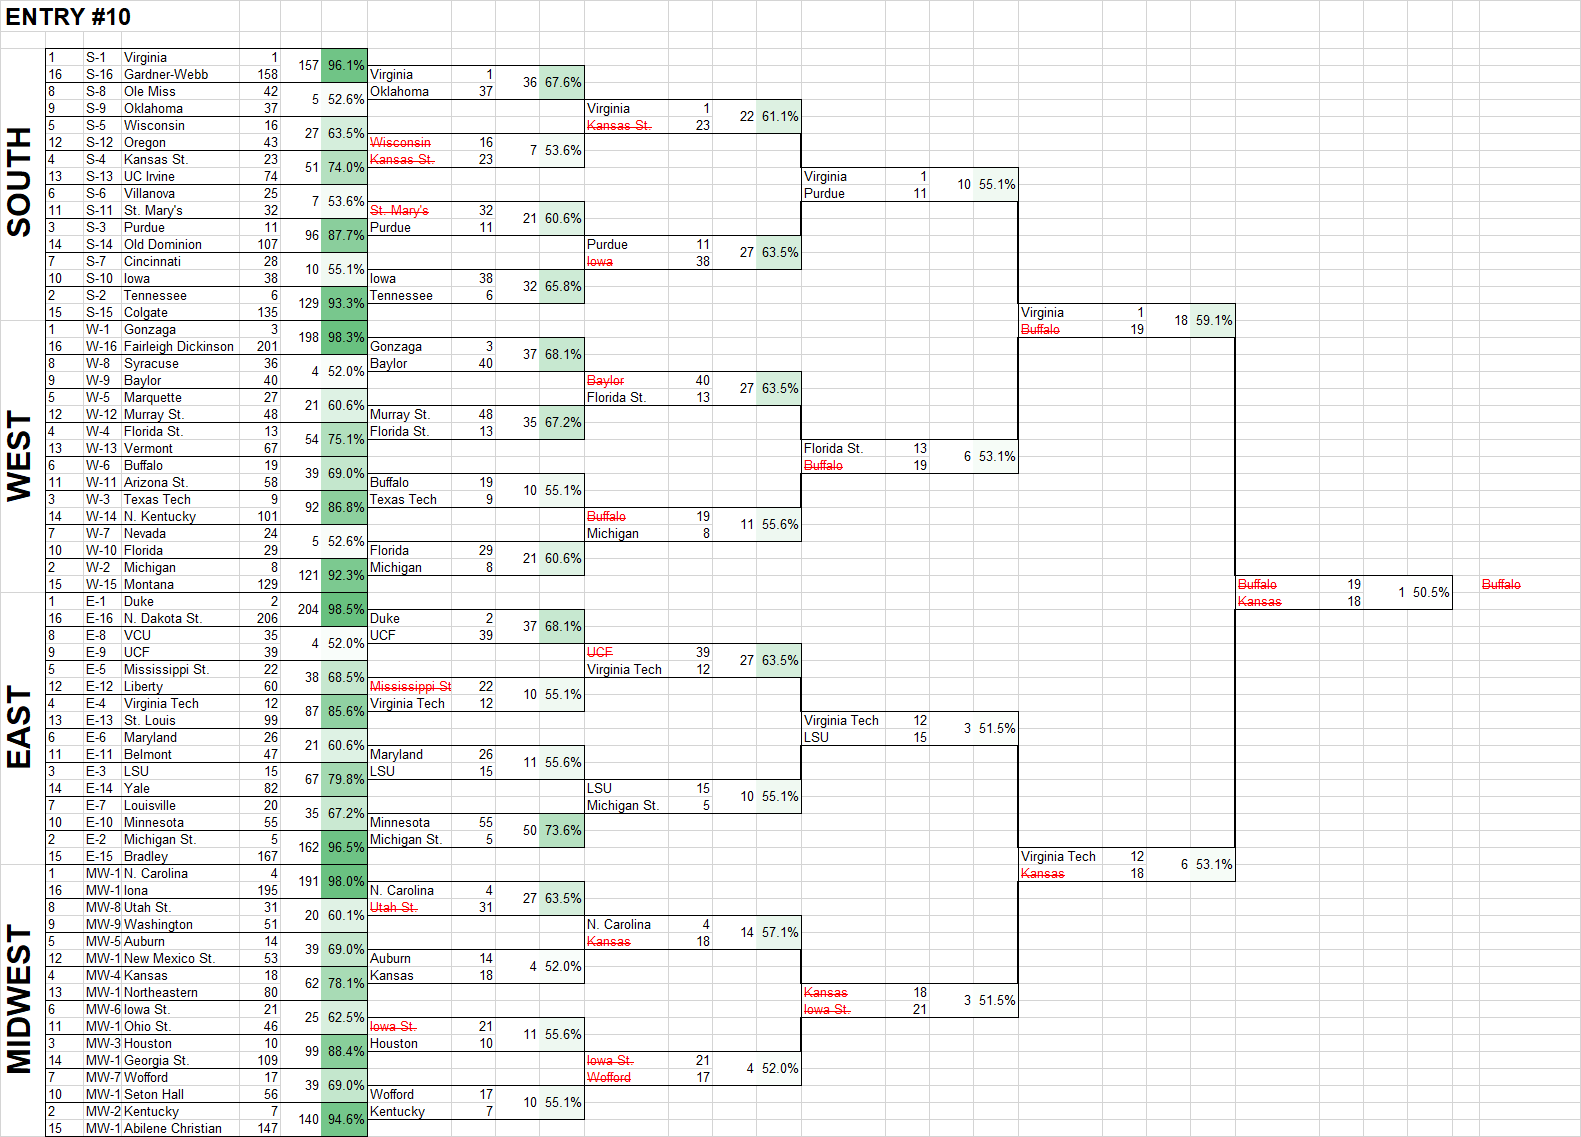 ENTRY #10
SOUTH
1 S-1 Virginia 1 157 96.1%
16 S-16 Gardner-Webb 158
8 S-8 Ole Miss 42 5 52.6%
9 S-9 Oklahoma 37
5 S-5 Wisconsin 16 27 63.5%
12 S-12 Oregon 43
4 S-4 Kansas St. 23 51 74.0%
13 S-13 UC Irvine 74
6 S-6 Villanova 25 7 53.6%
11 S-11 St. Mary's 32
3 S-3 Purdue 11 96 87.7%
14 S-14 Old Dominion 107
7 S-7 Cincinnati 28 10 55.1%
10 S-10 Iowa 38
2 S-2 Tennessee 6 129 93.3%
15 S-15 Colgate 135
WEST
1 W-1 Gonzaga 3 198 98.3%
16 W-16 Fairleigh Dickinson 201
8 W-8 Syracuse 36 4 52.0%
9 W-9 Baylor 40
5 W-5 Marquette 27 21 60.6%
12 W-12 Murray St. 48
4 W-4 Florida St. 13 54 75.1%
13 W-13 Vermont 67
6 W-6 Buffalo 19 39 69.0%
11 W-11 Arizona St. 58
3 W-3 Texas Tech 9 92 86.8%
14 W-14 N. Kentucky 101
7 W-7 Nevada 24 5 52.6%
10 W-10 Florida 29
2 W-2 Michigan 8 121 92.3%
15 W-15 Montana 129
EAST
1 E-1 Duke 2 204 98.5%
16 E-16 N. Dakota St. 206
8 E-8 VCU 35 4 52.0%
9 E-9 UCF 39
5 E-5 Mississippi St. 22 38 68.5%
12 E-12 Liberty 60
4 E-4 Virginia Tech 12 87 85.6%
13 E-13 St. Louis 99
6 E-6 Maryland 26 21 60.6%
11 E-11 Belmont 47
3 E-3 LSU 15 67 79.8%
14 E-14 Yale 82
7 E-7 Louisville 20 35 67.2%
10 E-10 Minnesota 55
2 E-2 Michigan St. 5 162 96.5%
15 E-15 Bradley 167
MIDWEST
1 MW-1 N. Carolina 4 191 98.0%
16 MW-1 Iona 195
8 MW-8 Utah St. 31 20 60.1%
9 MW-9 Washington 51
5 MW-5 Auburn 14 39 69.0%
12 MW-1 New Mexico St. 53
4 MW-4 Kansas 18 62 78.1%
13 MW-1 Northeastern 80
6 MW-6 Iowa St. 21 25 62.5%
11 MW-1 Ohio St. 46
3 MW-3 Houston 10 99 88.4%
14 MW-1 Georgia St. 109
7 MW-7 Wofford 17 39 69.0%
10 MW-1 Seton Hall 56
2 MW-2 Kentucky 7 140 94.6%
15 MW-1 Abilene Christian 147
Virginia 1 36 67.6%
Oklahoma 37
Wisconsin 16 7 53.6%
Kansas St. 23
St. Mary's 32 21 60.6%
Purdue 11
Iowa 38 32 65.8%
Tennessee 6
Gonzaga 3 37 68.1%
Baylor 40
Murray St. 48 35 67.2%
Florida St. 13
Buffalo 19 10 55.1%
Texas Tech 9
Florida 29 21 60.6%
Michigan 8
Duke 2 37 68.1%
UCF 39
Mississippi St 22 10 55.1%
Virginia Tech 12
Maryland 26 11 55.6%
LSU 15
Minnesota 55 50 73.6%
Michigan St. 5
N. Carolina 4 27 63.5%
Utah St. 31
Auburn 14 4 52.0%
Kansas 18
Iowa St. 21 11 55.6%
Houston 10
Wofford 17 10 55.1%
Kentucky 7
Virginia 1 22 61.1%
Kansas St. 23
Purdue 11 27 63.5%
Iowa 38
Baylor 40 27 63.5%
Florida St. 13
Buffalo 19 11 55.6%
Michigan 8
UCF 39 27 63.5%
Virginia Tech 12
LSU 15 10 55.1%
Michigan St. 5
N. Carolina 4 14 57.1%
Kansas 18
Iowa St. 21 4 52.0%
Wofford 17
Virginia 1 10 55.1%
Purdue 11
Florida St. 13 6 53.1%
Buffalo 19
Virginia Tech 12 3 51.5%
LSU 15
Kansas 18 3 51.5%
Iowa St. 21
Virginia 1 18 59.1%
Buffalo 19
Virginia Tech 12 6 53.1%
Kansas 18
Buffalo 19 1 50.5%
Kansas 18
Buffalo